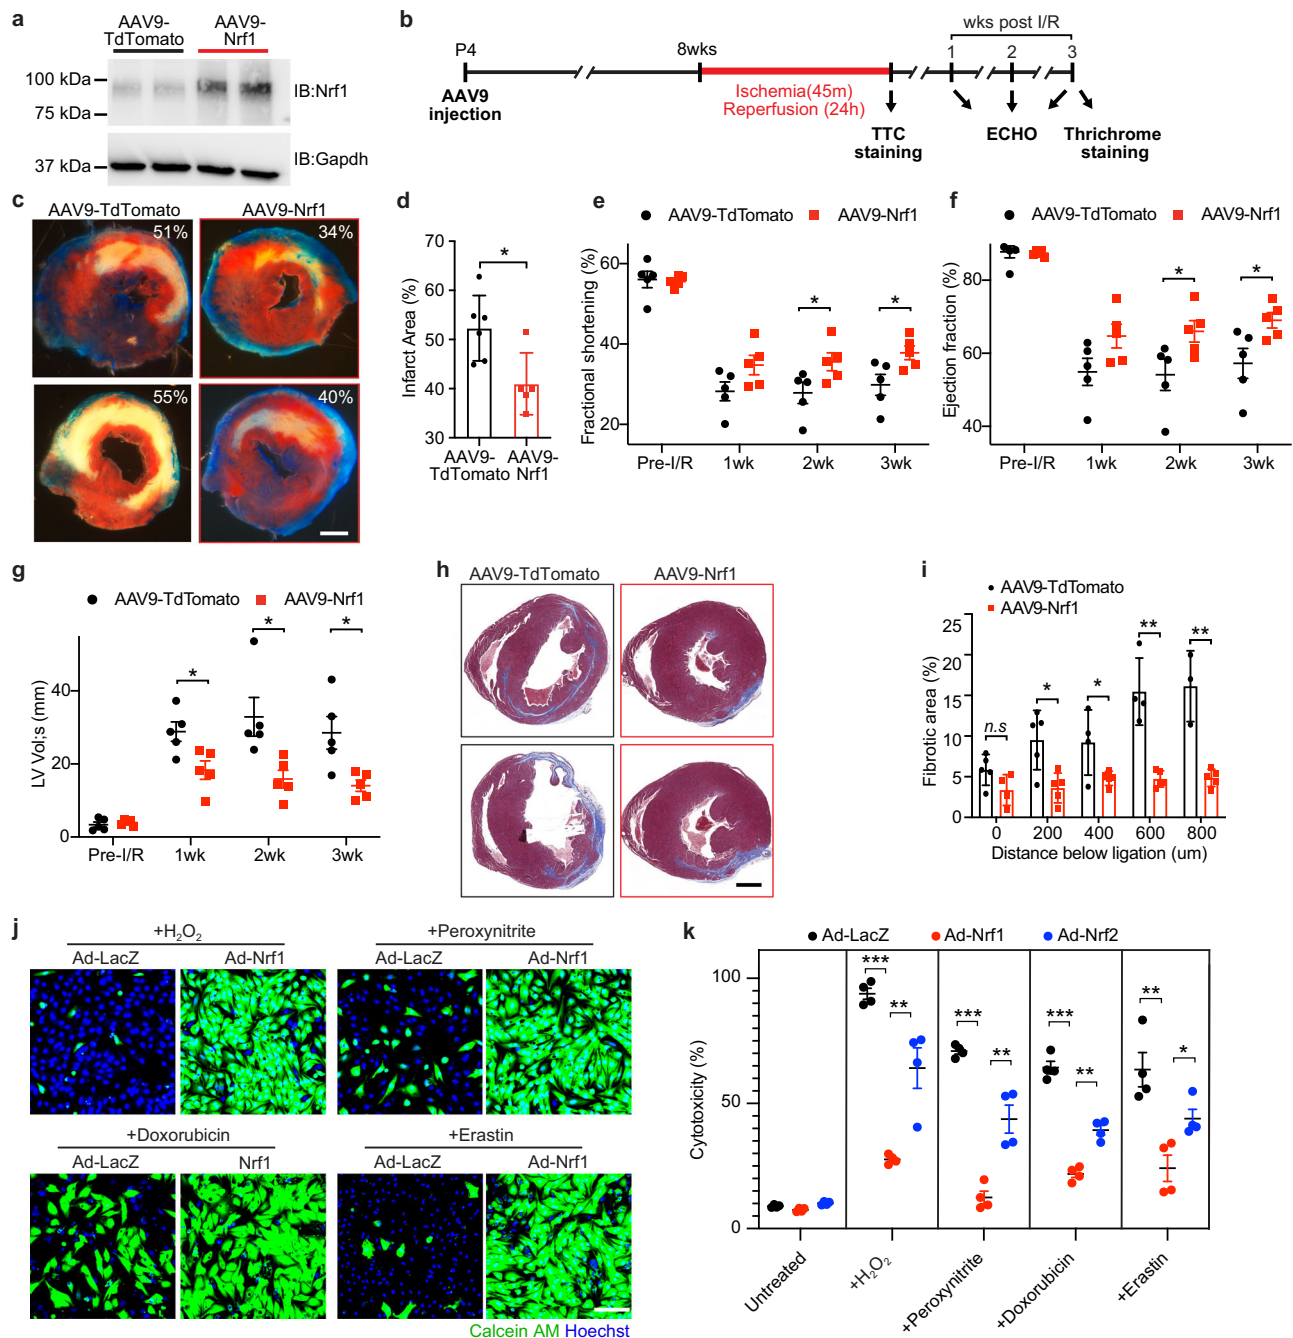 a
AAV9-
TdTomato
AAV9-
Nrf1
100 kDa
75 kDa
37 kDa
IB:Nrf1
IB:Gapdh
b
wks post I/R
P4
8wks
1
2
3
AAV9
injection
Ischemia(45m)
Reperfusion (24h)
TTC
staining
ECHO
Thrichrome
staining
c
AAV9-TdTomato
AAV9-Nrf1
51%
34%
55%
40%
d
*
Infarct Area (%)
70
60
50
40
30
AAV9-
TdTomato
AAV9-
Nrf1
e
AAV9-TdTomato
AAV9-Nrf1
Fractional shortening (%)
60
40
20
*
*
Pre-I/R
1wk
2wk
3wk
f
AAV9-TdTomato
AAV9-Nrf1
Ejection fraction (%)
80
60
40
*
*
Pre-I/R
1wk
2wk
3wk
g
AAV9-TdTomato
AAV9-Nrf1
LV Vol;s (mm)
40
20
0
*
*
*
Pre-I/R
1wk
2wk
3wk
h
AAV9-TdTomato
AAV9-Nrf1
i
AAV9-TdTomato
AAV9-Nrf1
Fibrotic area (%)
25
20
15
10
5
0
n.s
*
*
**
**
0
200
400
600
800
Distance below ligation (um)
j
+H₂O₂
+Peroxynitrite
Ad-LacZ
Ad-Nrf1
Ad-LacZ
Ad-Nrf1
+Doxorubicin
+Erastin
Ad-LacZ
Nrf1
Ad-LacZ
Ad-Nrf1
Calcein AM Hoechst
k
Ad-LacZ
Ad-Nrf1
Ad-Nrf2
Cytotoxicity (%)
100
50
0
***
**
***
**
***
**
**
*
Untreated
+H₂O₂
+Peroxynitrite
+Doxorubicin
+Erastin